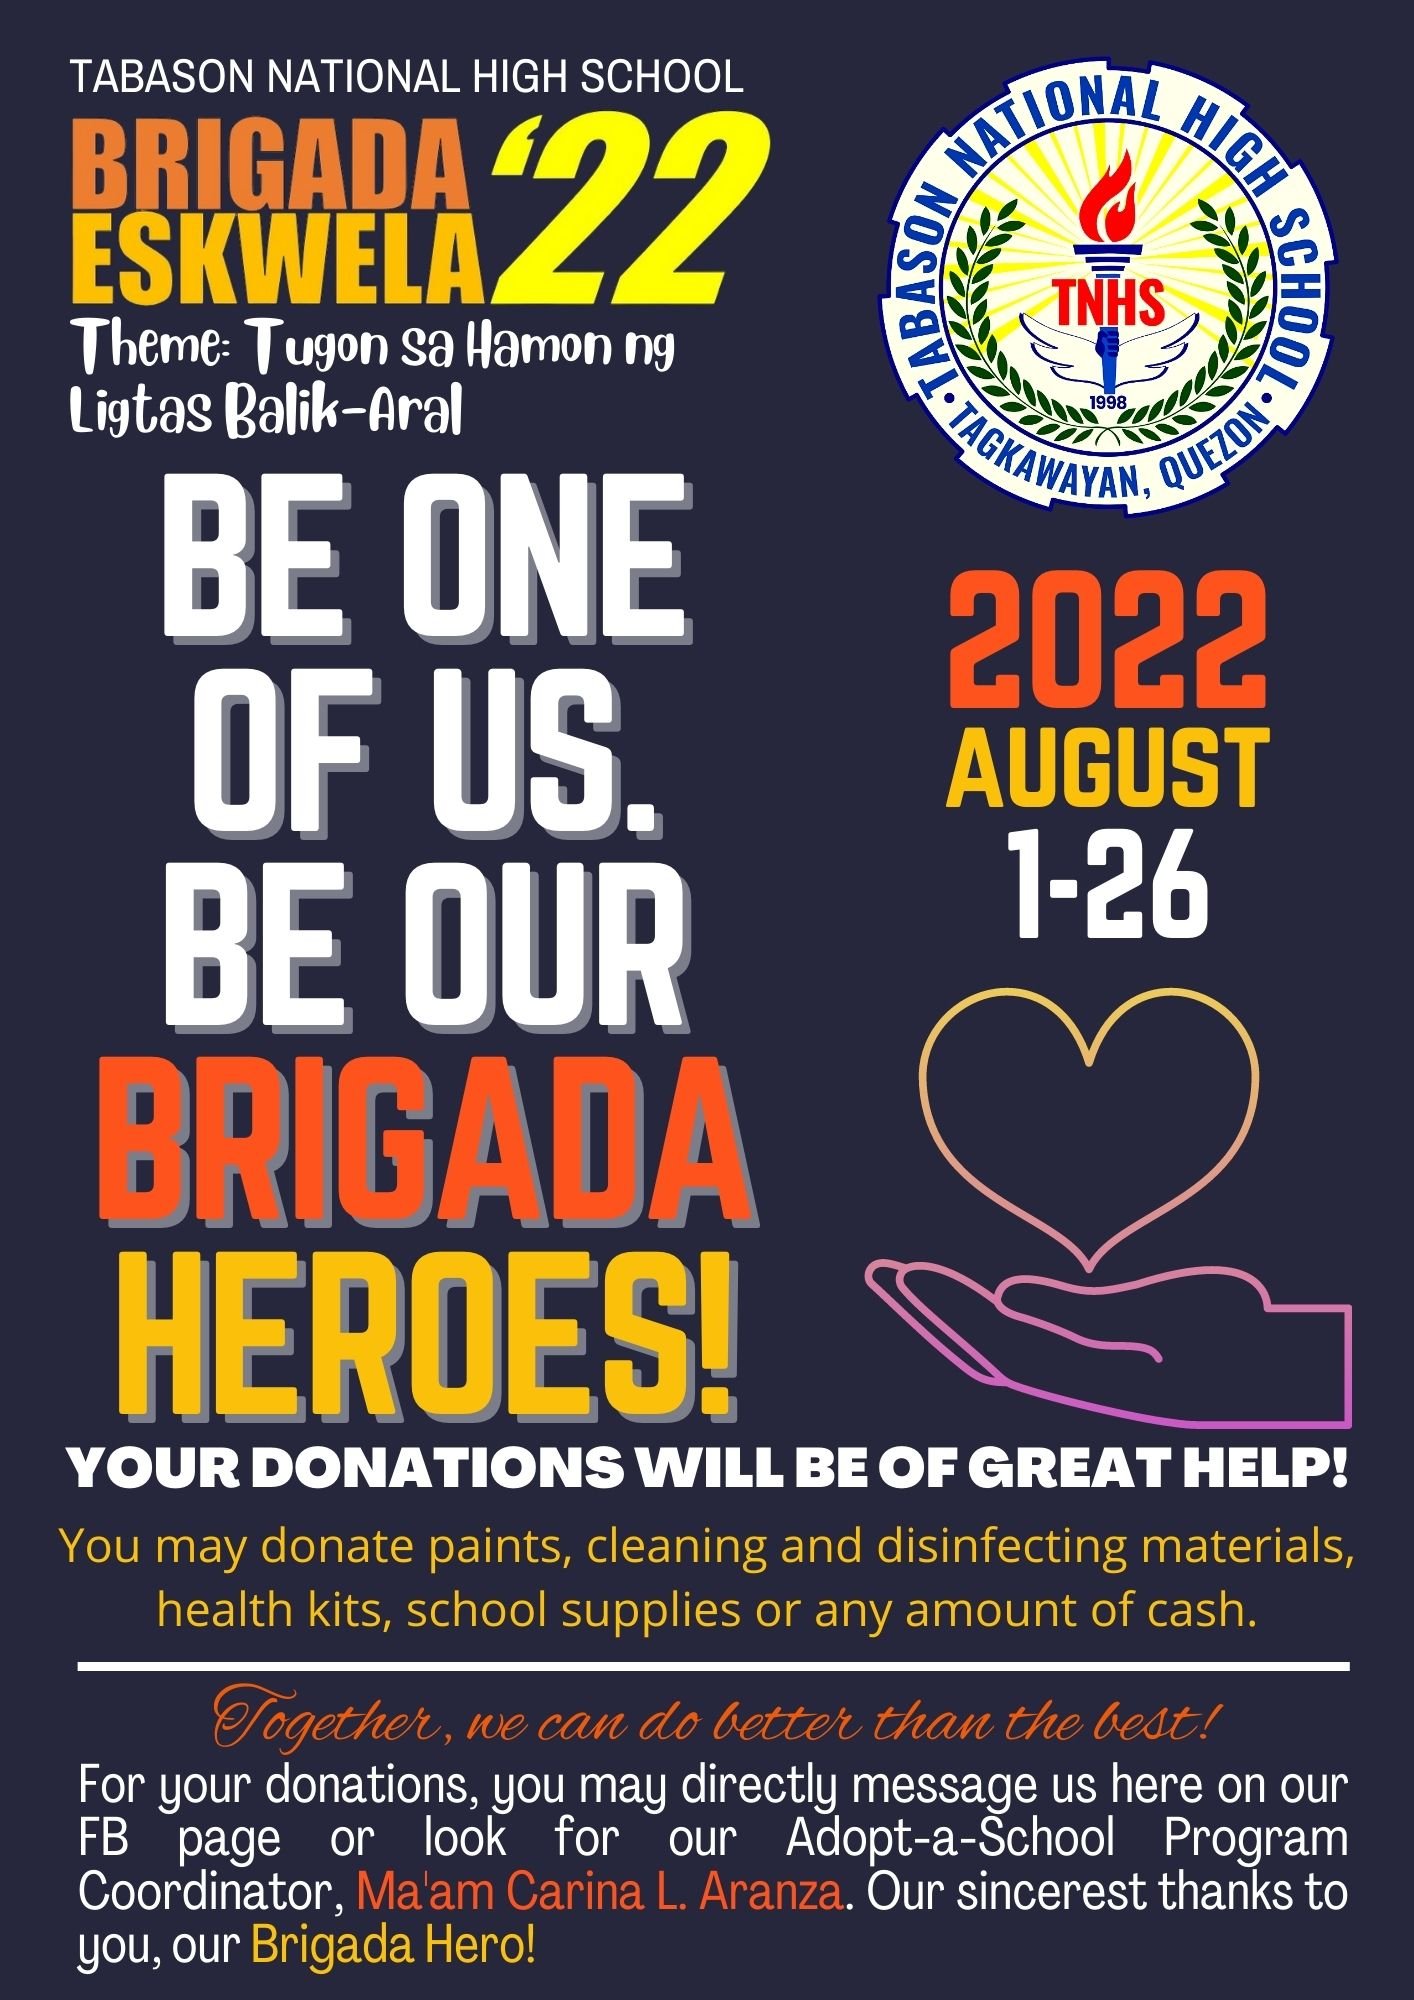 TABASON NATIONAL HIGH SCHOOL
BRIGADA
ESKWELA '22
Theme: Tugon sa Hamon ng
Ligtas Balik-Aral
TABASON NATIONAL HIGH SCHOOL
TNHS
1998
• TAGKAWAYAN, QUEZON •
BE ONE
OF US.
BE OUR
BRIGADA
HEROES!
2022
AUGUST
1-26
YOUR DONATIONS WILL BE OF GREAT HELP!
You may donate paints, cleaning and disinfecting materials,
health kits, school supplies or any amount of cash.
Together, we can do better than the best!
For your donations, you may directly message us here on our
FB page or look for our Adopt-a-School Program
Coordinator, Ma'am Carina L. Aranza. Our sincerest thanks to
you, our Brigada Hero!